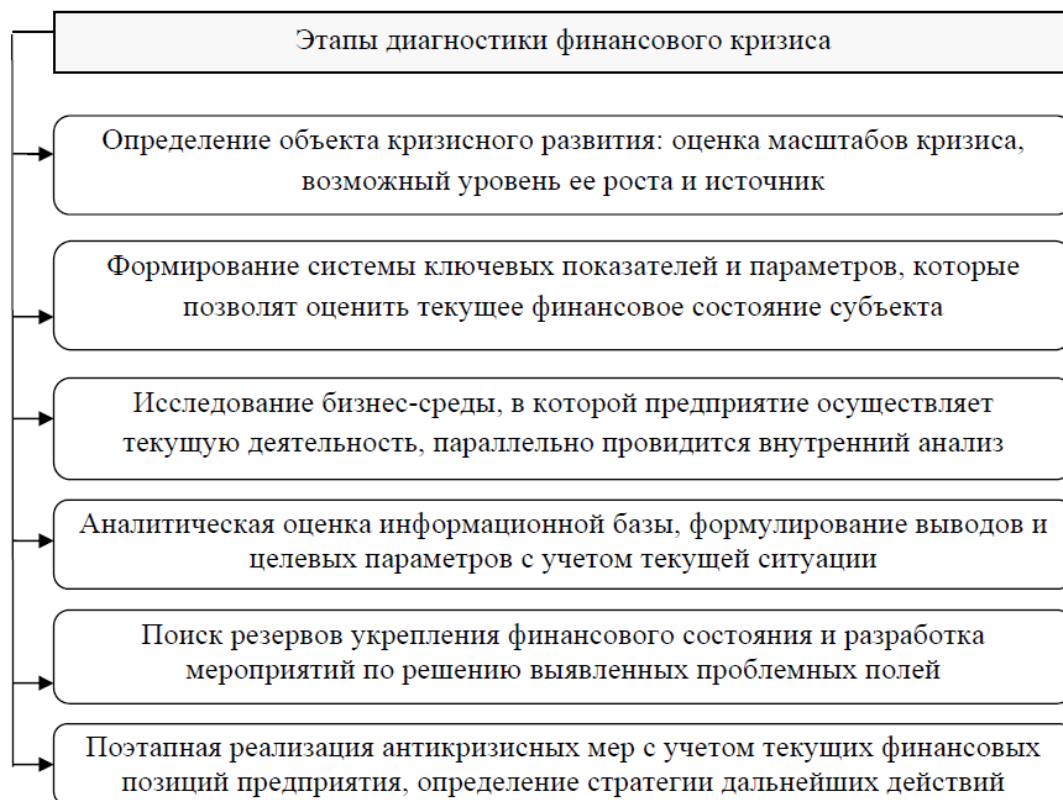 Этапы диагностики финансового кризиса
Определение объекта кризисного развития: оценка масштабов кризиса,
возможный уровень ее роста и источник
Формирование системы ключевых показателей и параметров, которые
позволят оценить текущее финансовое состояние субъекта
Исследование бизнес-среды, в которой предприятие осуществляет
текущую деятельность, параллельно провидится внутренний анализ
Аналитическая оценка информационной базы, формулирование выводов и
целевых параметров с учетом текущей ситуации
Поиск резервов укрепления финансового состояния и разработка
мероприятий по решению выявленных проблемных полей
Поэтапная реализация антикризисных мер с учетом текущих финансовых
позиций предприятия, определение стратегии дальнейших действий